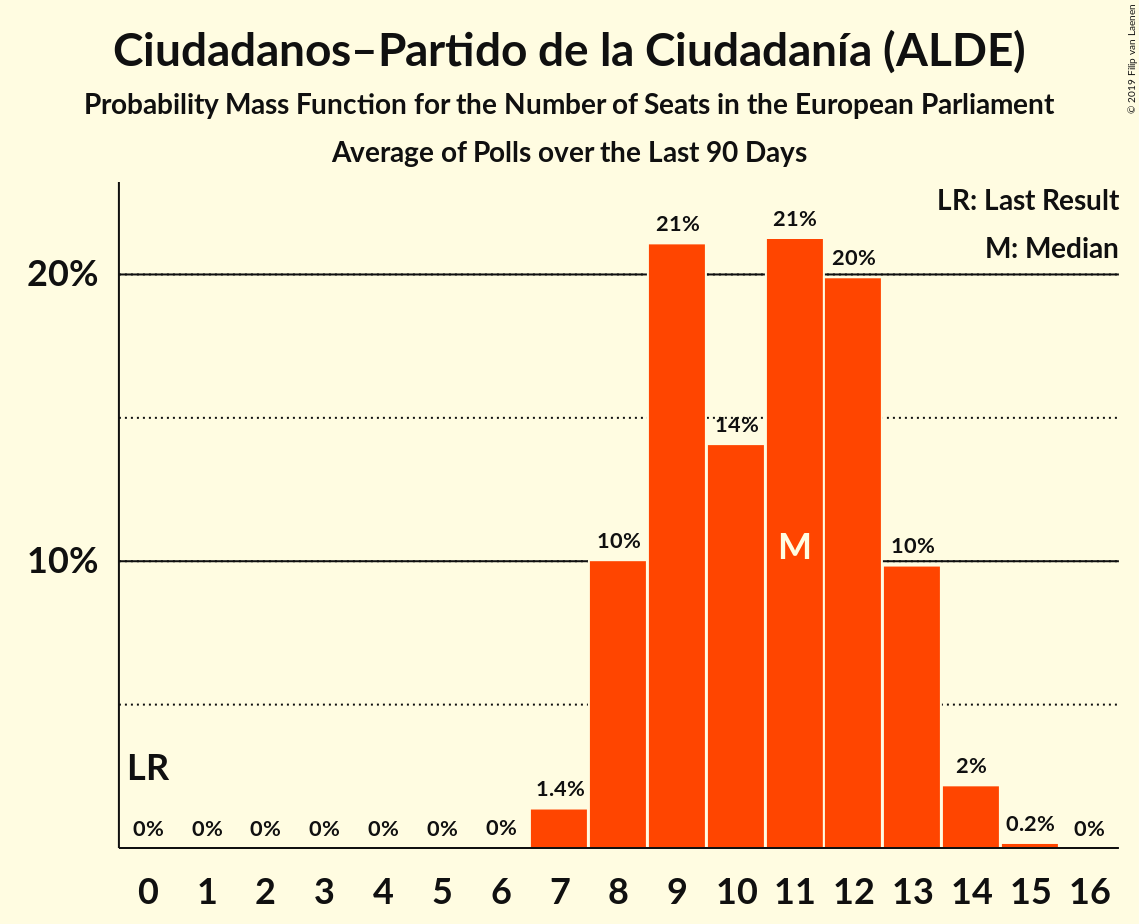 Ciudadanos–Partido de la Ciudadanía (ALDE)
Probability Mass Function for the Number of Seats in the European Parliament
Average of Polls over the Last 90 Days
© 2019 Filip van Laenen
LR: Last Result
M: Median
20%
10%
21%
21%
20%
14%
10%
10%
M
LR
0%
0%
0%
0%
0%
0%
0%
1.4%
2%
0.2%
0%
0 1 2 3 4 5 6 7 8 9 10 11 12 13 14 15 16